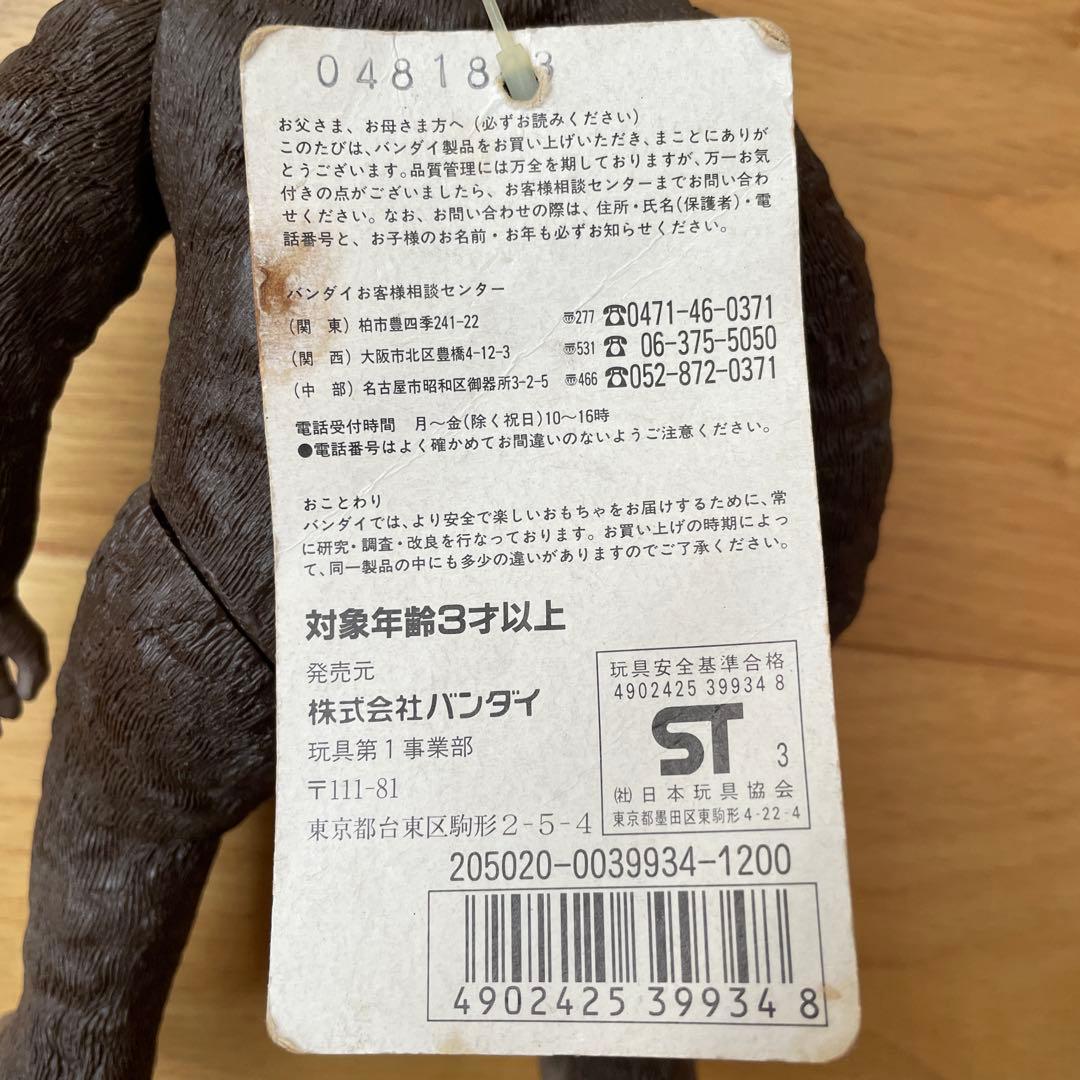 04818 3
お父さま、お母さま方へ(必ずお読みください)
このたびは、バンダイ製品をお買い上げいただき、まことにありが
とうございます。品質管理には万全を期しておりますが、万一お気
付きの点がございましたら、お客様相談センターまでお問い合わ
せください。なお、お問い合わせの際は、住所・氏名(保護者)・電
話番号と、お子様のお名前・お年も必ずお知らせください。
バンダイお客様相談センター
(関 東)柏市豊四季241-22 〠277 ☎0471-46-0371
(関 西)大阪市北区豊橋4-12-3 〠531 ☎ 06-375-5050
(中 部)名古屋市昭和区御器所3-2-5 〠466 ☎052-872-0371
電話受付時間 月〜金(除く祝日)10〜16時
●電話番号はよく確かめてお間違いのないようご注意ください。
おことわり
バンダイでは、より安全で楽しいおもちゃをお届けするために、常
に研究・調査・改良を行なっております。お買い上げの時期によっ
て、同一製品の中にも多少の違いがありますのでご了承ください。
対象年齢3才以上
発売元
株式会社バンダイ
玩具第1事業部
〒111-81
東京都台東区駒形2-5-4
玩具安全基準合格
4902425 39934 8
ST 3
(社)日本玩具協会
東京都墨田区東駒形4-22-4
205020-0039934-1200
4902425 39934 8